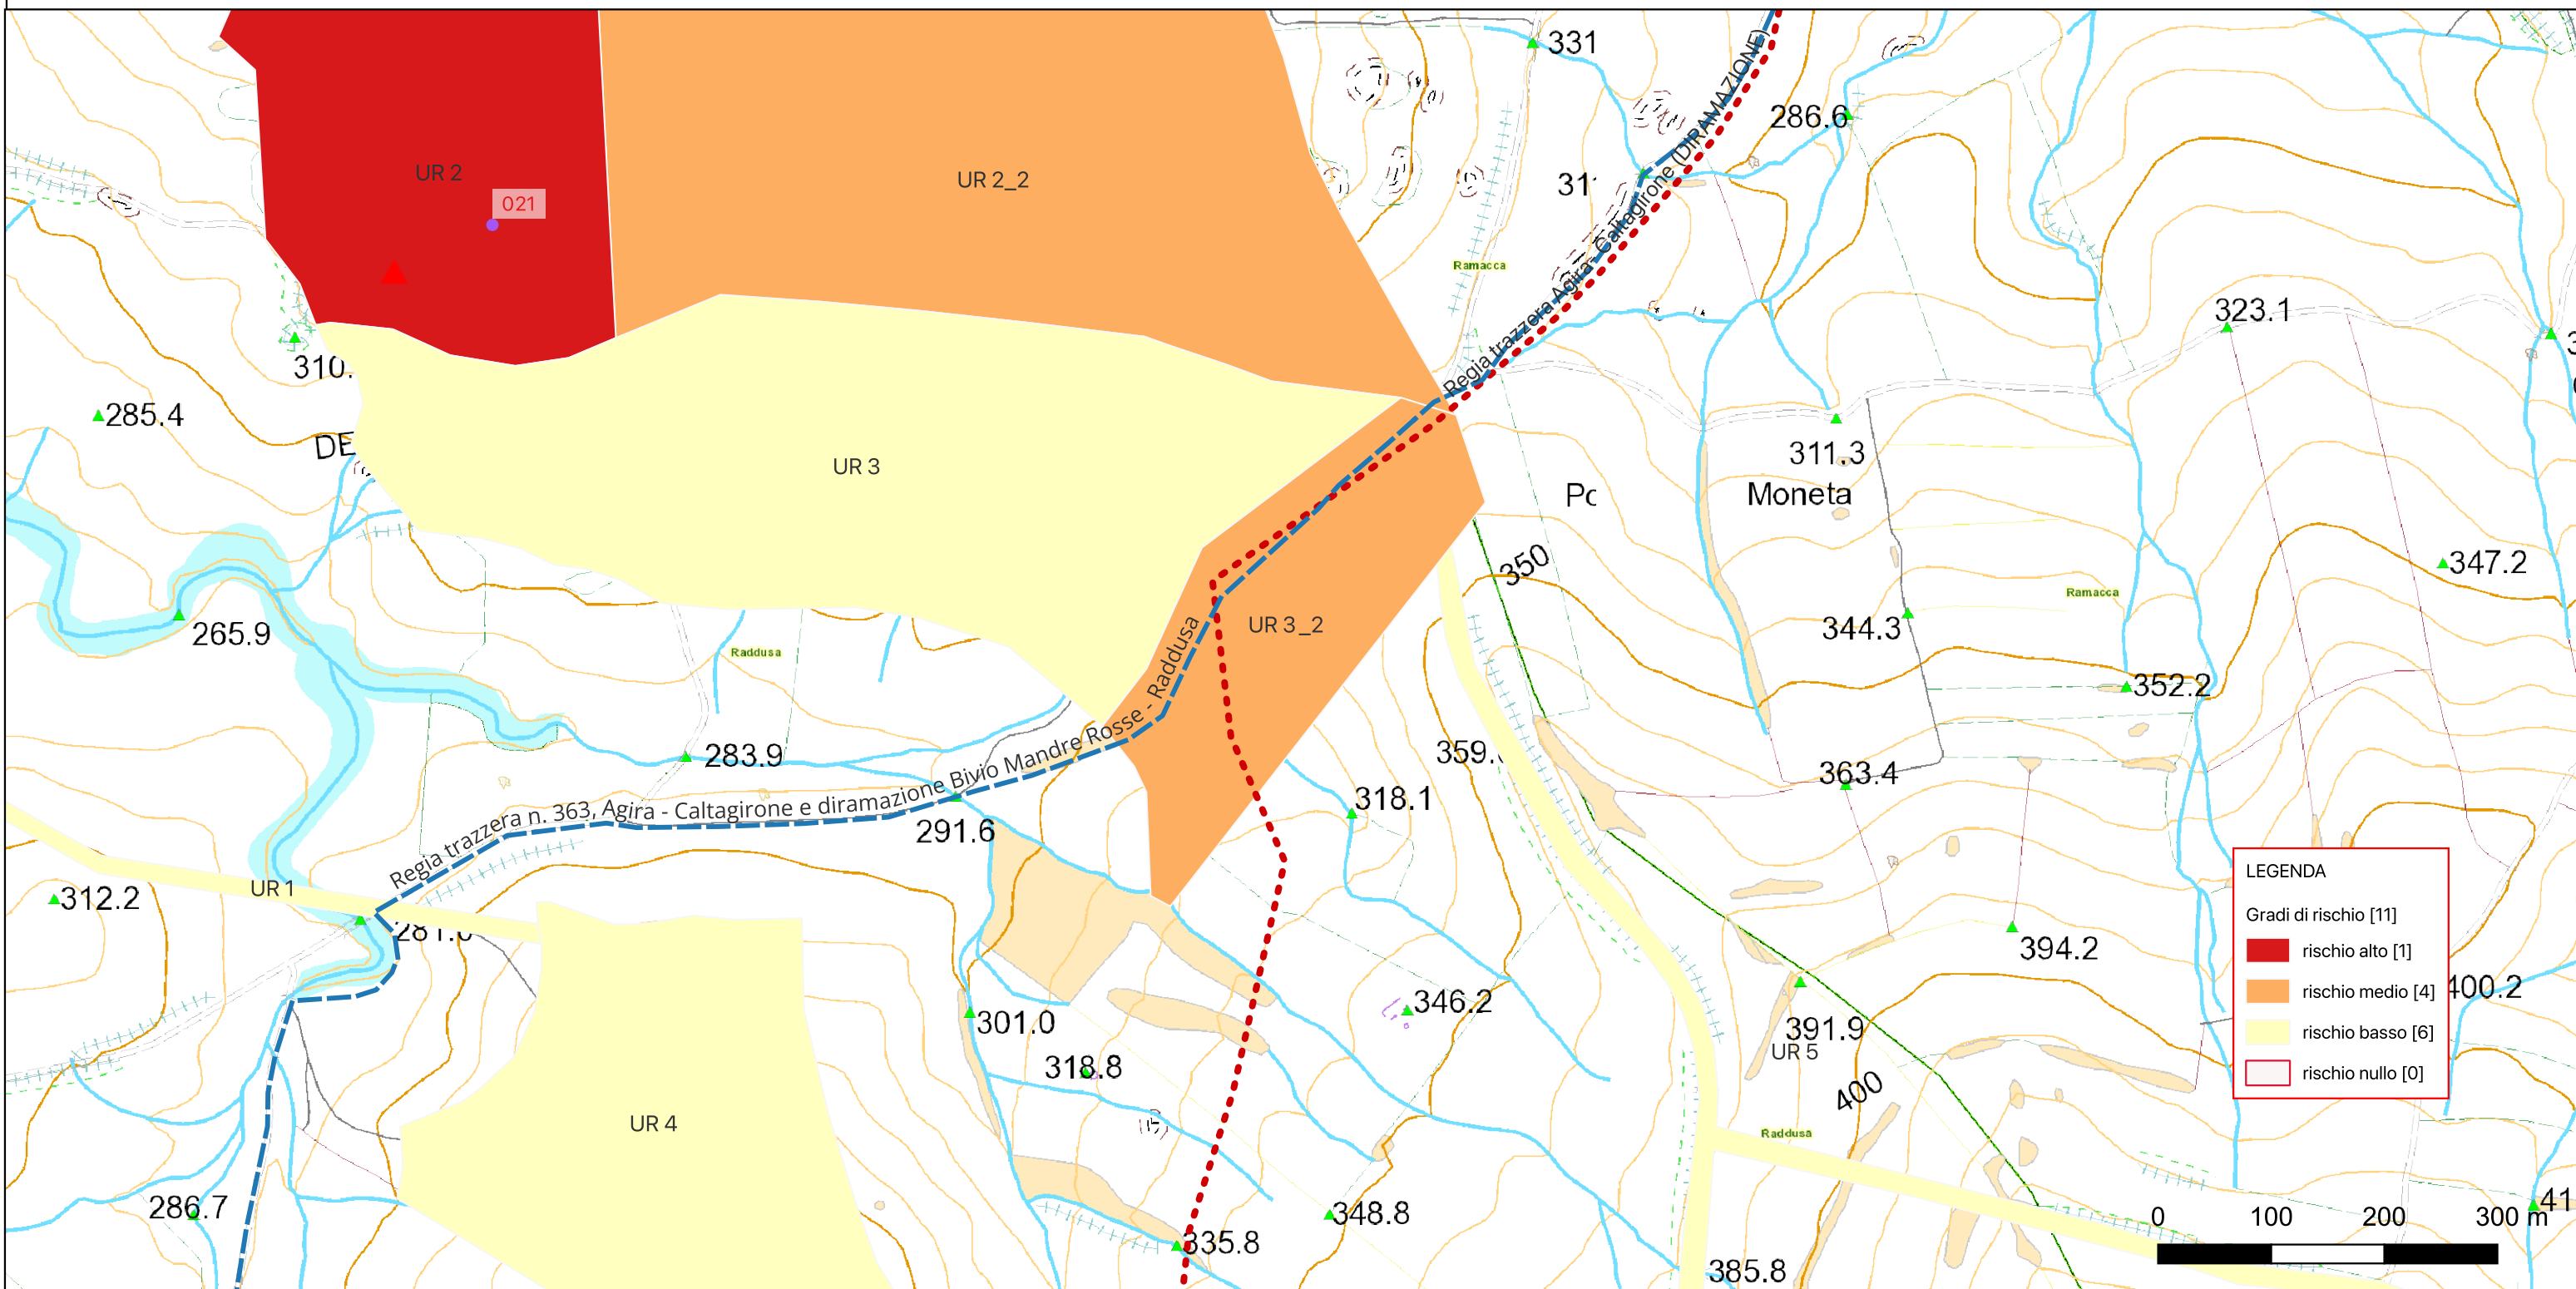 331
286.6
UR 2
UR 2_2
021
31
Ramacca
Regia trazzera Agira- Caltagirone (DIRAMAZIONE)
323.1
310.
285.4
DE
311.3
UR 3
Moneta
350
347.2
Ramacca
265.9
344.3
UR 3_2
Raddusa
352.2
283.9
359.
363.4
318.1
Regia trazzera n. 363, Agira - Caltagirone e diramazione Bivio Mandre Rosse - Raddusa
291.6
UR 1
312.2
394.2
346.2
400.2
301.0
391.9
UR 5
318.8
400
UR 4
Raddusa
286.7
348.8
335.8
385.8
41
LEGENDA
Gradi di rischio [11]
rischio alto [1]
rischio medio [4]
rischio basso [6]
rischio nullo [0]
0 100 200 300 m